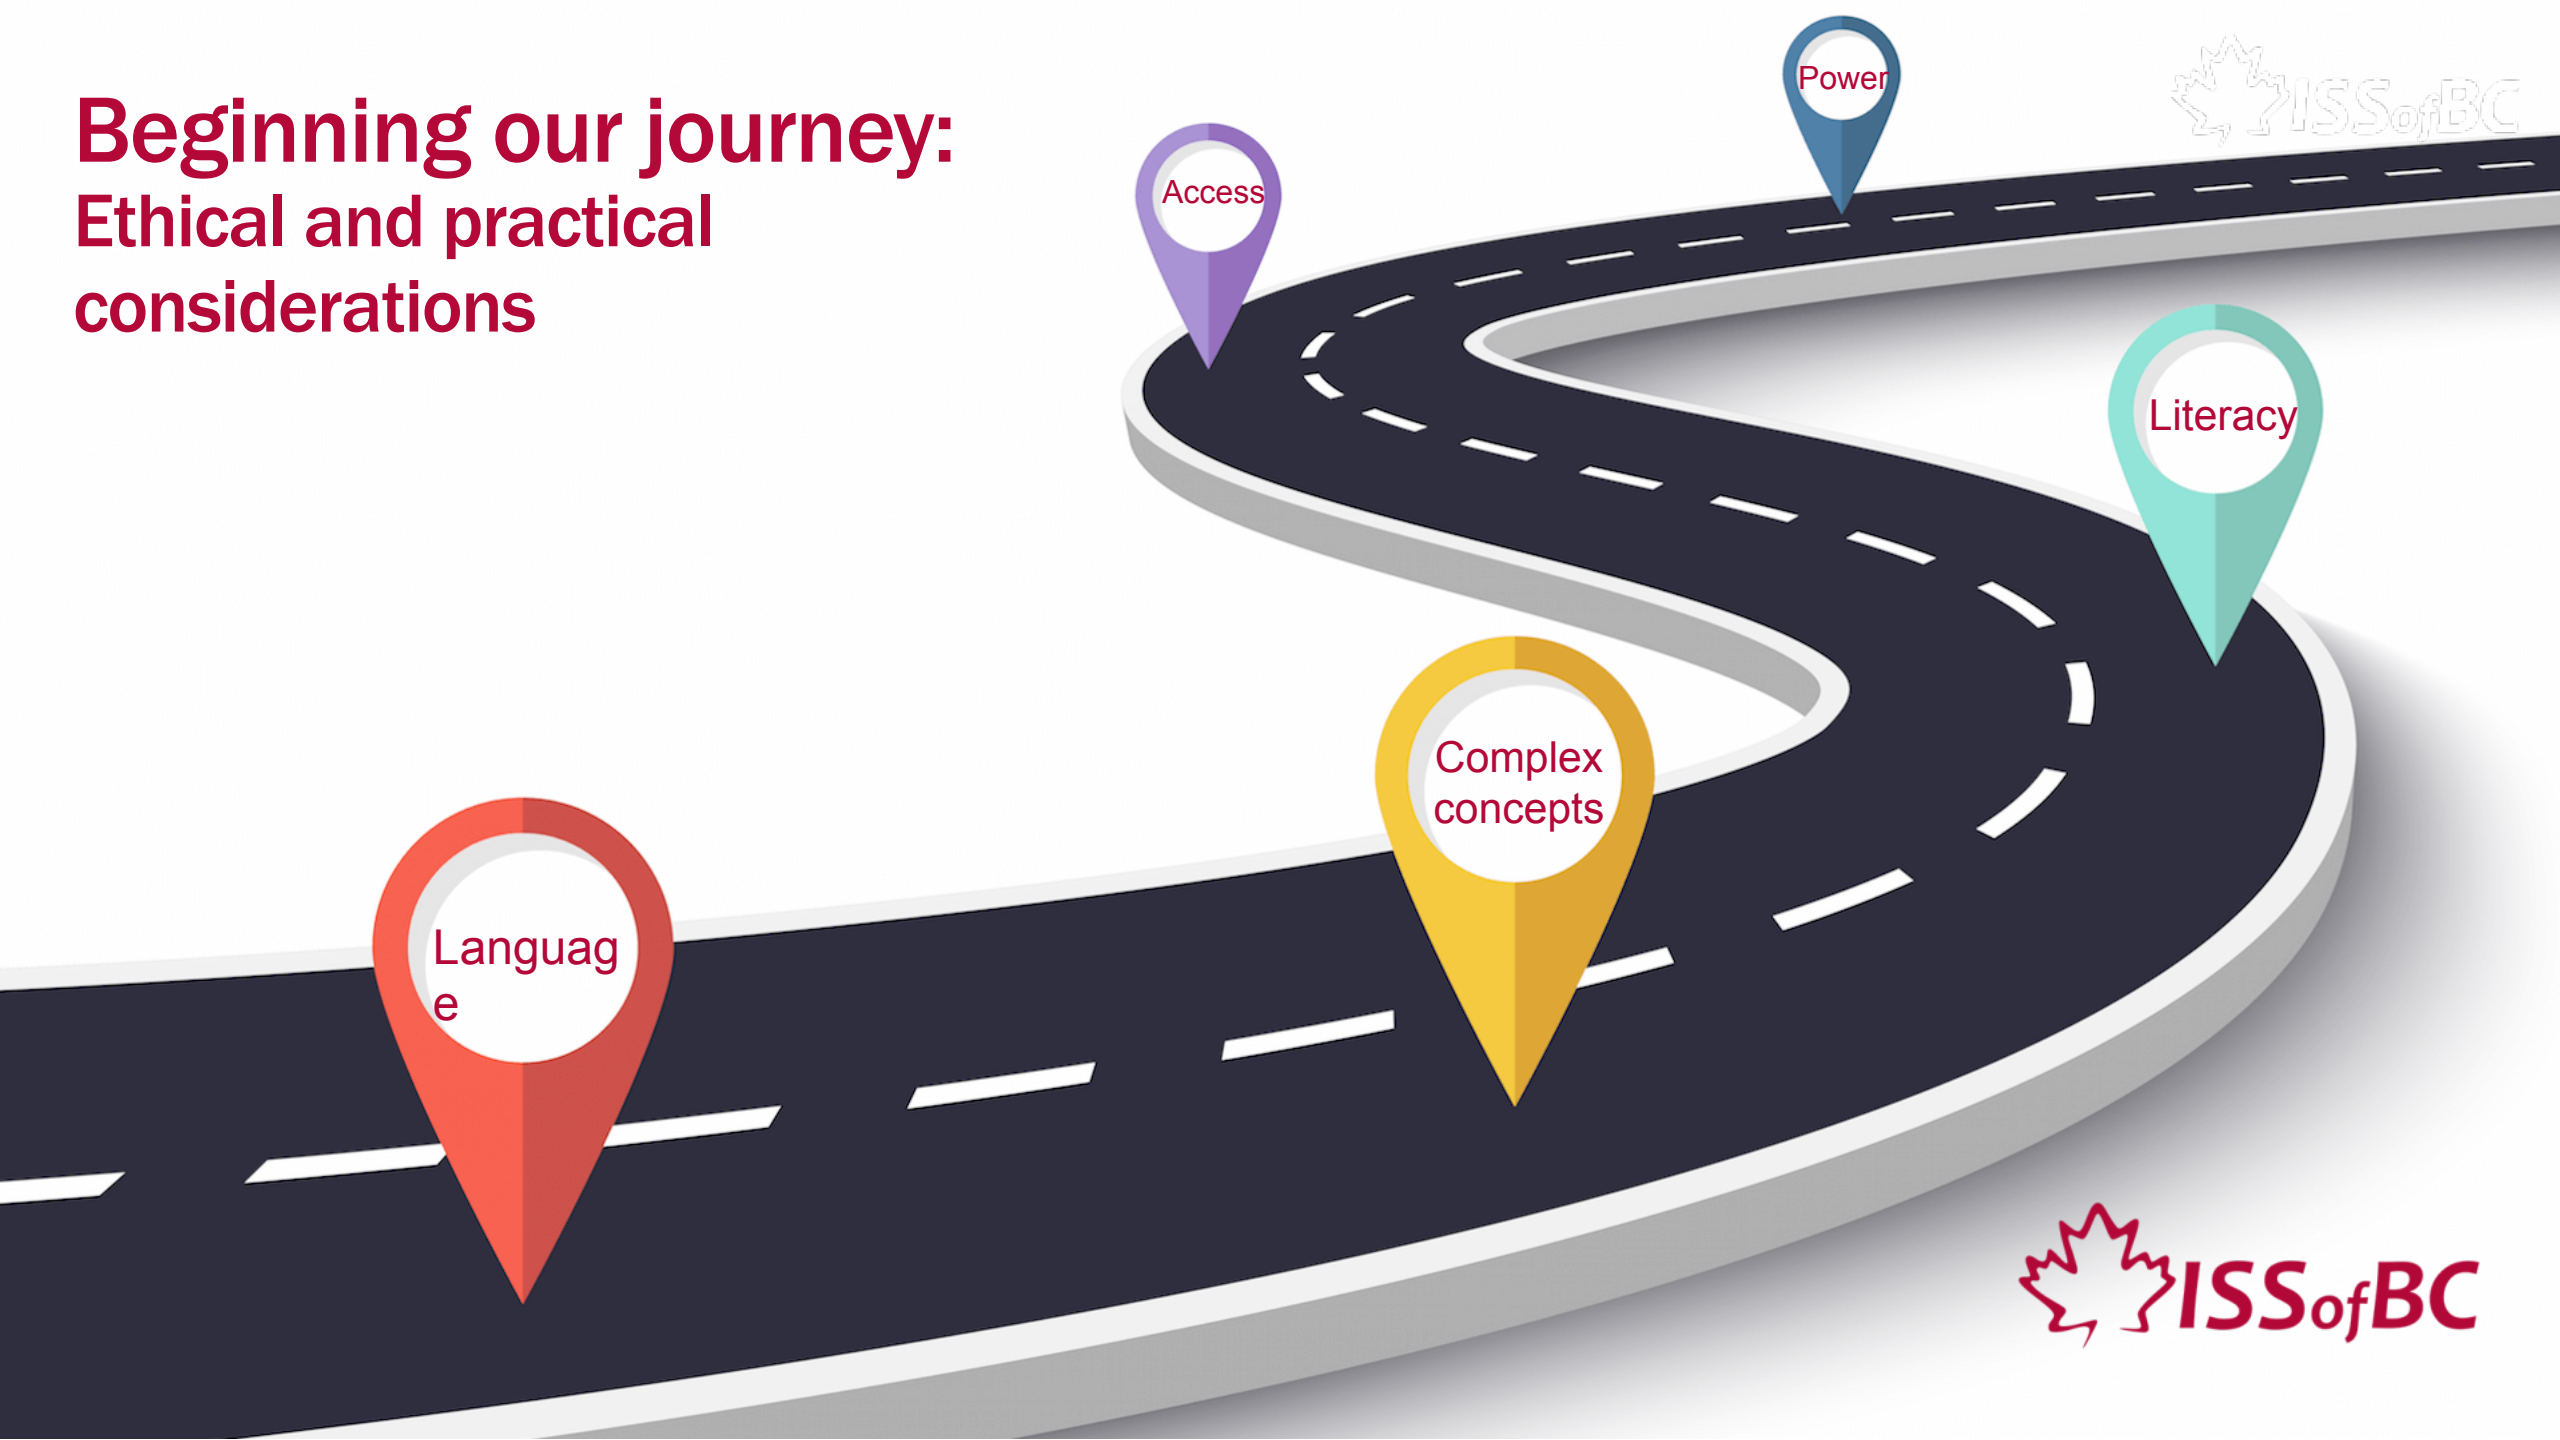 Beginning our journey:
Ethical and practical
considerations
Power
ISSofBC
Access
Literacy
Complex
concepts
Languag
e
ISSofBC